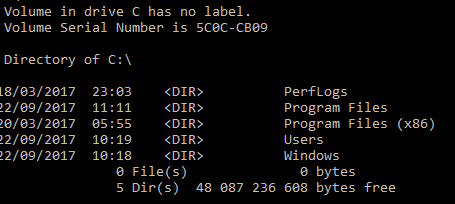 Volume in drive C has no label.
Volume Serial Number is 5C0C-CB09
Directory of C:\
18/03/2017 23:03 <DIR> PerfLogs
22/09/2017 11:11 <DIR> Program Files
20/03/2017 05:55 <DIR> Program Files (x86)
22/09/2017 10:19 <DIR> Users
22/09/2017 10:18 <DIR> Windows
0 File(s) 0 bytes
5 Dir(s) 48 087 236 608 bytes free